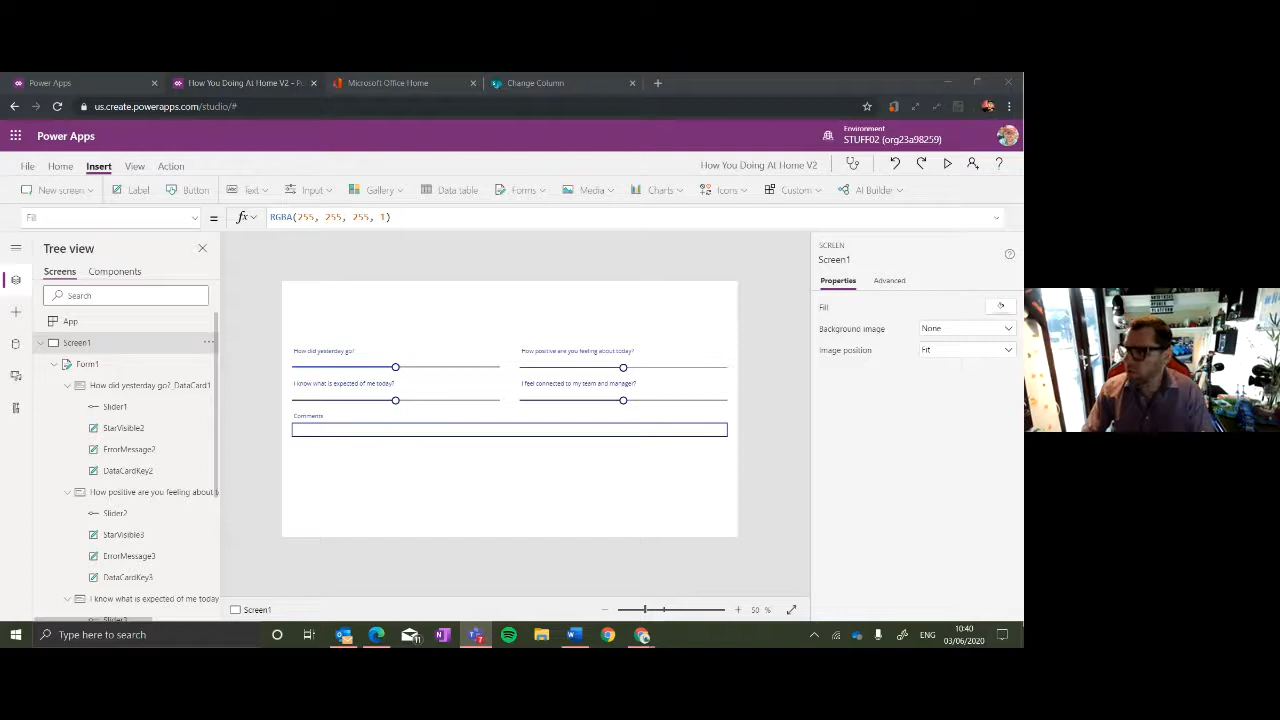 Power Apps
How You Doing At Home V2 - Po
Microsoft Office Home
Change Column
us.create.powerapps.com/studio/#
Power Apps
Environment
STUFF02 (org23a98259)
File
Home
Insert
View
Action
How You Doing At Home V2
New screen
Label
Button
Text
Input
Gallery
Data table
Forms
Media
Charts
Icons
Custom
AI Builder
Fill
=
fx
RGBA(255, 255, 255, 1)
Tree view
Screens
Components
Search
App
Screen1
Form1
How did yesterday go?_DataCard1
Slider1
StarVisible2
ErrorMessage2
DataCardKey2
How positive are you feeling about
Slider2
StarVisible3
ErrorMessage3
DataCardKey3
I know what is expected of me today
How did yesterday go?
How positive are you feeling about today?
I know what is expected of me today?
I feel connected to my team and manager?
Comments
SCREEN
Screen1
Properties
Advanced
Fill
Background image
None
Image position
Fit
Screen1
50 %
Type here to search
11
7
ENG
10:40
03/06/2020